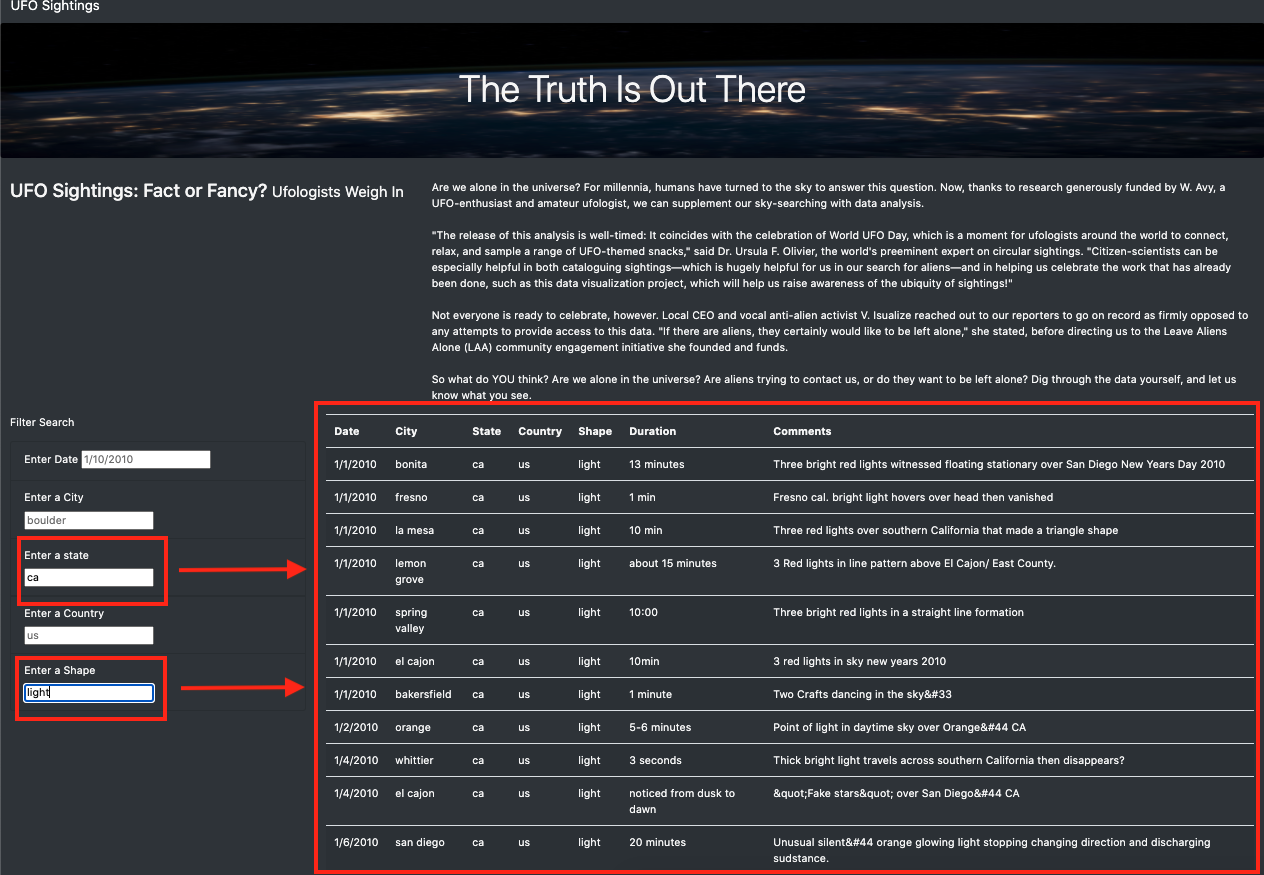 UFO Sightings
The Truth Is Out There
UFO Sightings: Fact or Fancy? Ufologists Weigh In
Are we alone in the universe? For millennia, humans have turned to the sky to answer this question. Now, thanks to research generously funded by W. Avy, a
UFO-enthusiast and amateur ufologist, we can supplement our sky-searching with data analysis.
"The release of this analysis is well-timed: It coincides with the celebration of World UFO Day, which is a moment for ufologists around the world to connect,
relax, and sample a range of UFO-themed snacks," said Dr. Ursula F. Olivier, the world's preeminent expert on circular sightings. "Citizen-scientists can be
especially helpful in both cataloguing sightings—which is hugely helpful for us in our search for aliens—and in helping us celebrate the work that has already
been done, such as this data visualization project, which will help us raise awareness of the ubiquity of sightings!"
Not everyone is ready to celebrate, however. Local CEO and vocal anti-alien activist V. Isualize reached out to our reporters to go on record as firmly opposed to
any attempts to provide access to this data. "If there are aliens, they certainly would like to be left alone," she stated, before directing us to the Leave Aliens
Alone (LAA) community engagement initiative she founded and funds.
So what do YOU think? Are we alone in the universe? Are aliens trying to contact us, or do they want to be left alone? Dig through the data yourself, and let us
know what you see.
Filter Search
Enter Date 1/10/2010
Enter a City
boulder
Enter a state
ca
Enter a Country
us
Enter a Shape
light
Date City State Country Shape Duration Comments
1/1/2010 bonita ca us light 13 minutes Three bright red lights witnessed floating stationary over San Diego New Years Day 2010
1/1/2010 fresno ca us light 1 min Fresno cal. bright light hovers over head then vanished
1/1/2010 la mesa ca us light 10 min Three red lights over southern California that made a triangle shape
1/1/2010 lemon ca us light about 15 minutes 3 Red lights in line pattern above El Cajon/ East County.
grove
1/1/2010 spring ca us light 10:00 Three bright red lights in a straight line formation
valley
1/1/2010 el cajon ca us light 10min 3 red lights in sky new years 2010
1/1/2010 bakersfield ca us light 1 minute Two Crafts dancing in the sky&#33
1/2/2010 orange ca us light 5-6 minutes Point of light in daytime sky over Orange&#44 CA
1/4/2010 whittier ca us light 3 seconds Thick bright light travels across southern California then disappears?
1/4/2010 el cajon ca us light noticed from dusk to &quot;Fake stars&quot; over San Diego&#44 CA
dawn
1/6/2010 san diego ca us light 20 minutes Unusual silent&#44 orange glowing light stopping changing direction and discharging
sudstance.